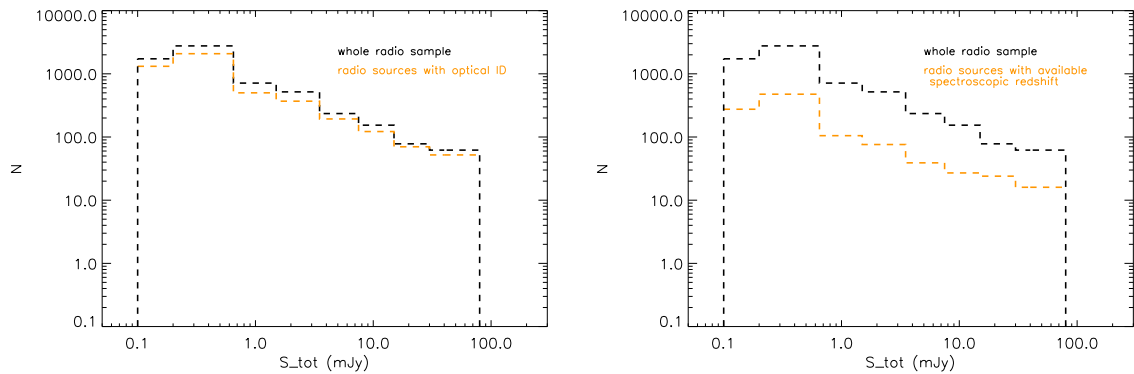 10000.0
whole radio sample
radio sources with optical ID
1000.0
100.0
N
10.0
1.0
0.1
0.1 1.0 10.0 100.0
S_tot (mJy)
10000.0
whole radio sample
radio sources with available
spectroscopic redshift
1000.0
100.0
N
10.0
1.0
0.1
0.1 1.0 10.0 100.0
S_tot (mJy)